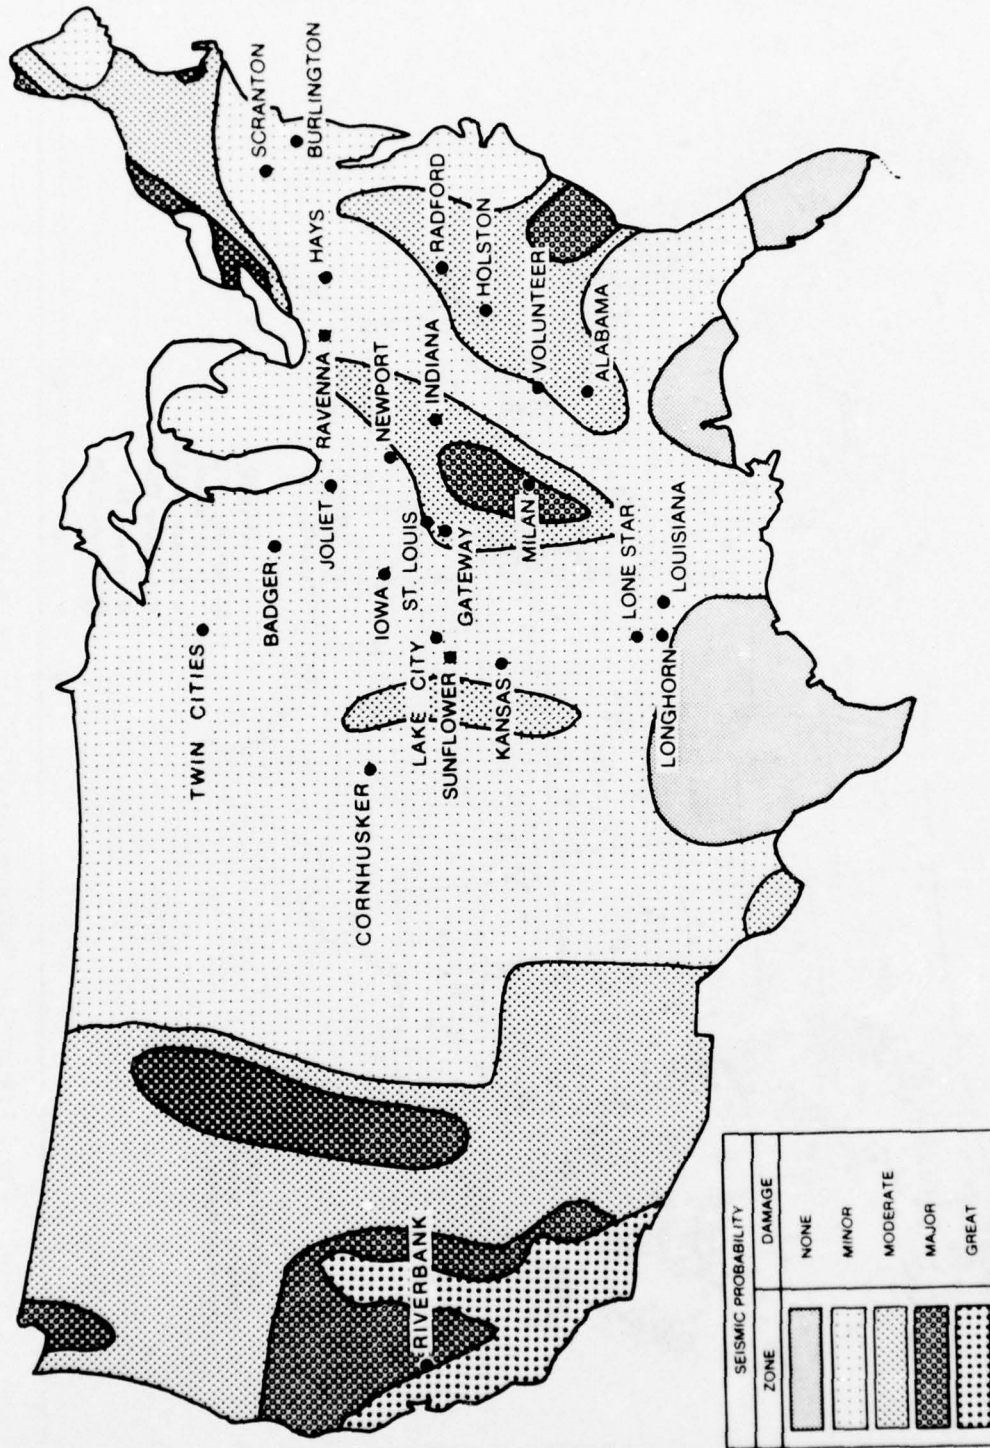 SCRANTON
BURLINGTON
HAYS
RAVENNA
RADFORD
HOLSTON
NEWPORT
INDIANA
VOLUNTEER
ALABAMA
JOLIET
BADGER
IOWA
ST. LOUIS
GATEWAY
MILAN
TWIN CITIES
LAKE CITY
SUNFLOWER
KANSAS
LONE STAR
LOUISIANA
LONGHORN
CORNHUSKER
RIVERBANK
SEISMIC PROBABILITY
ZONE DAMAGE
NONE
MINOR
MODERATE
MAJOR
GREAT